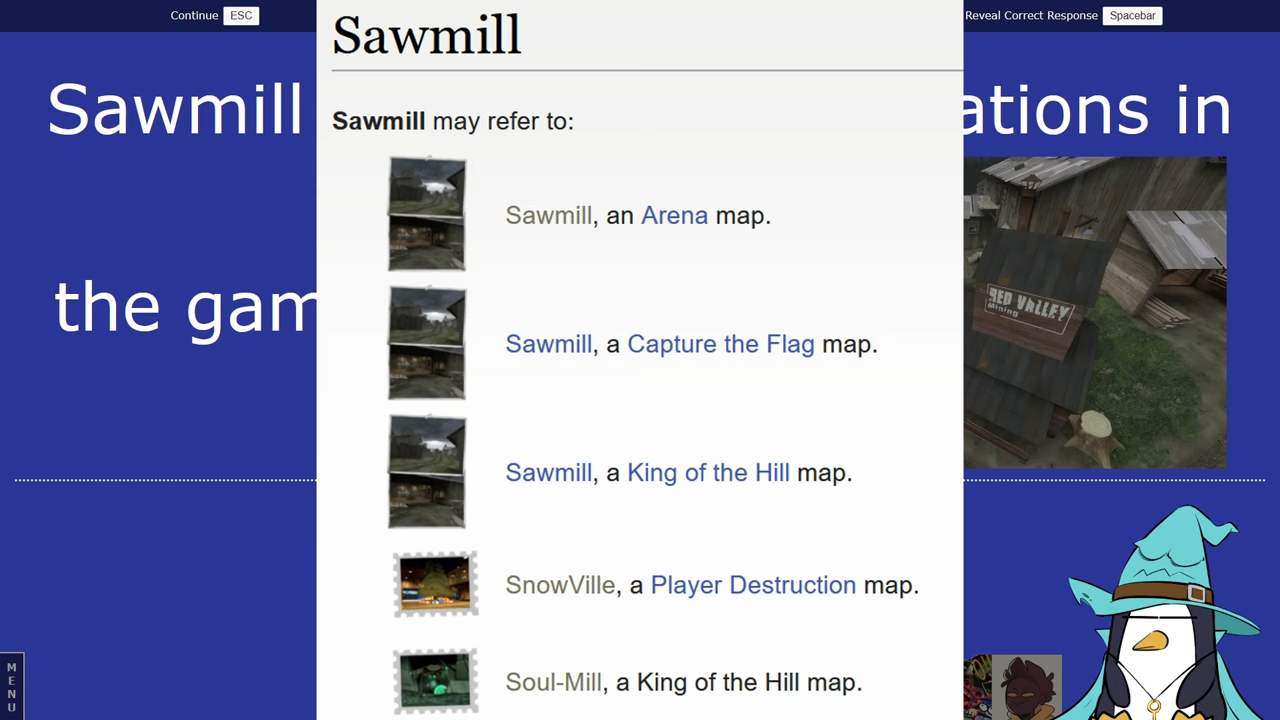 Continue ESC
Reveal Correct Response Spacebar
Sawmill
ations in
the gam
Sawmill
Sawmill may refer to:
Sawmill, an Arena map.
Sawmill, a Capture the Flag map.
Sawmill, a King of the Hill map.
SnowVille, a Player Destruction map.
Soul-Mill, a King of the Hill map.
RED VALLEY
Mining
MENU